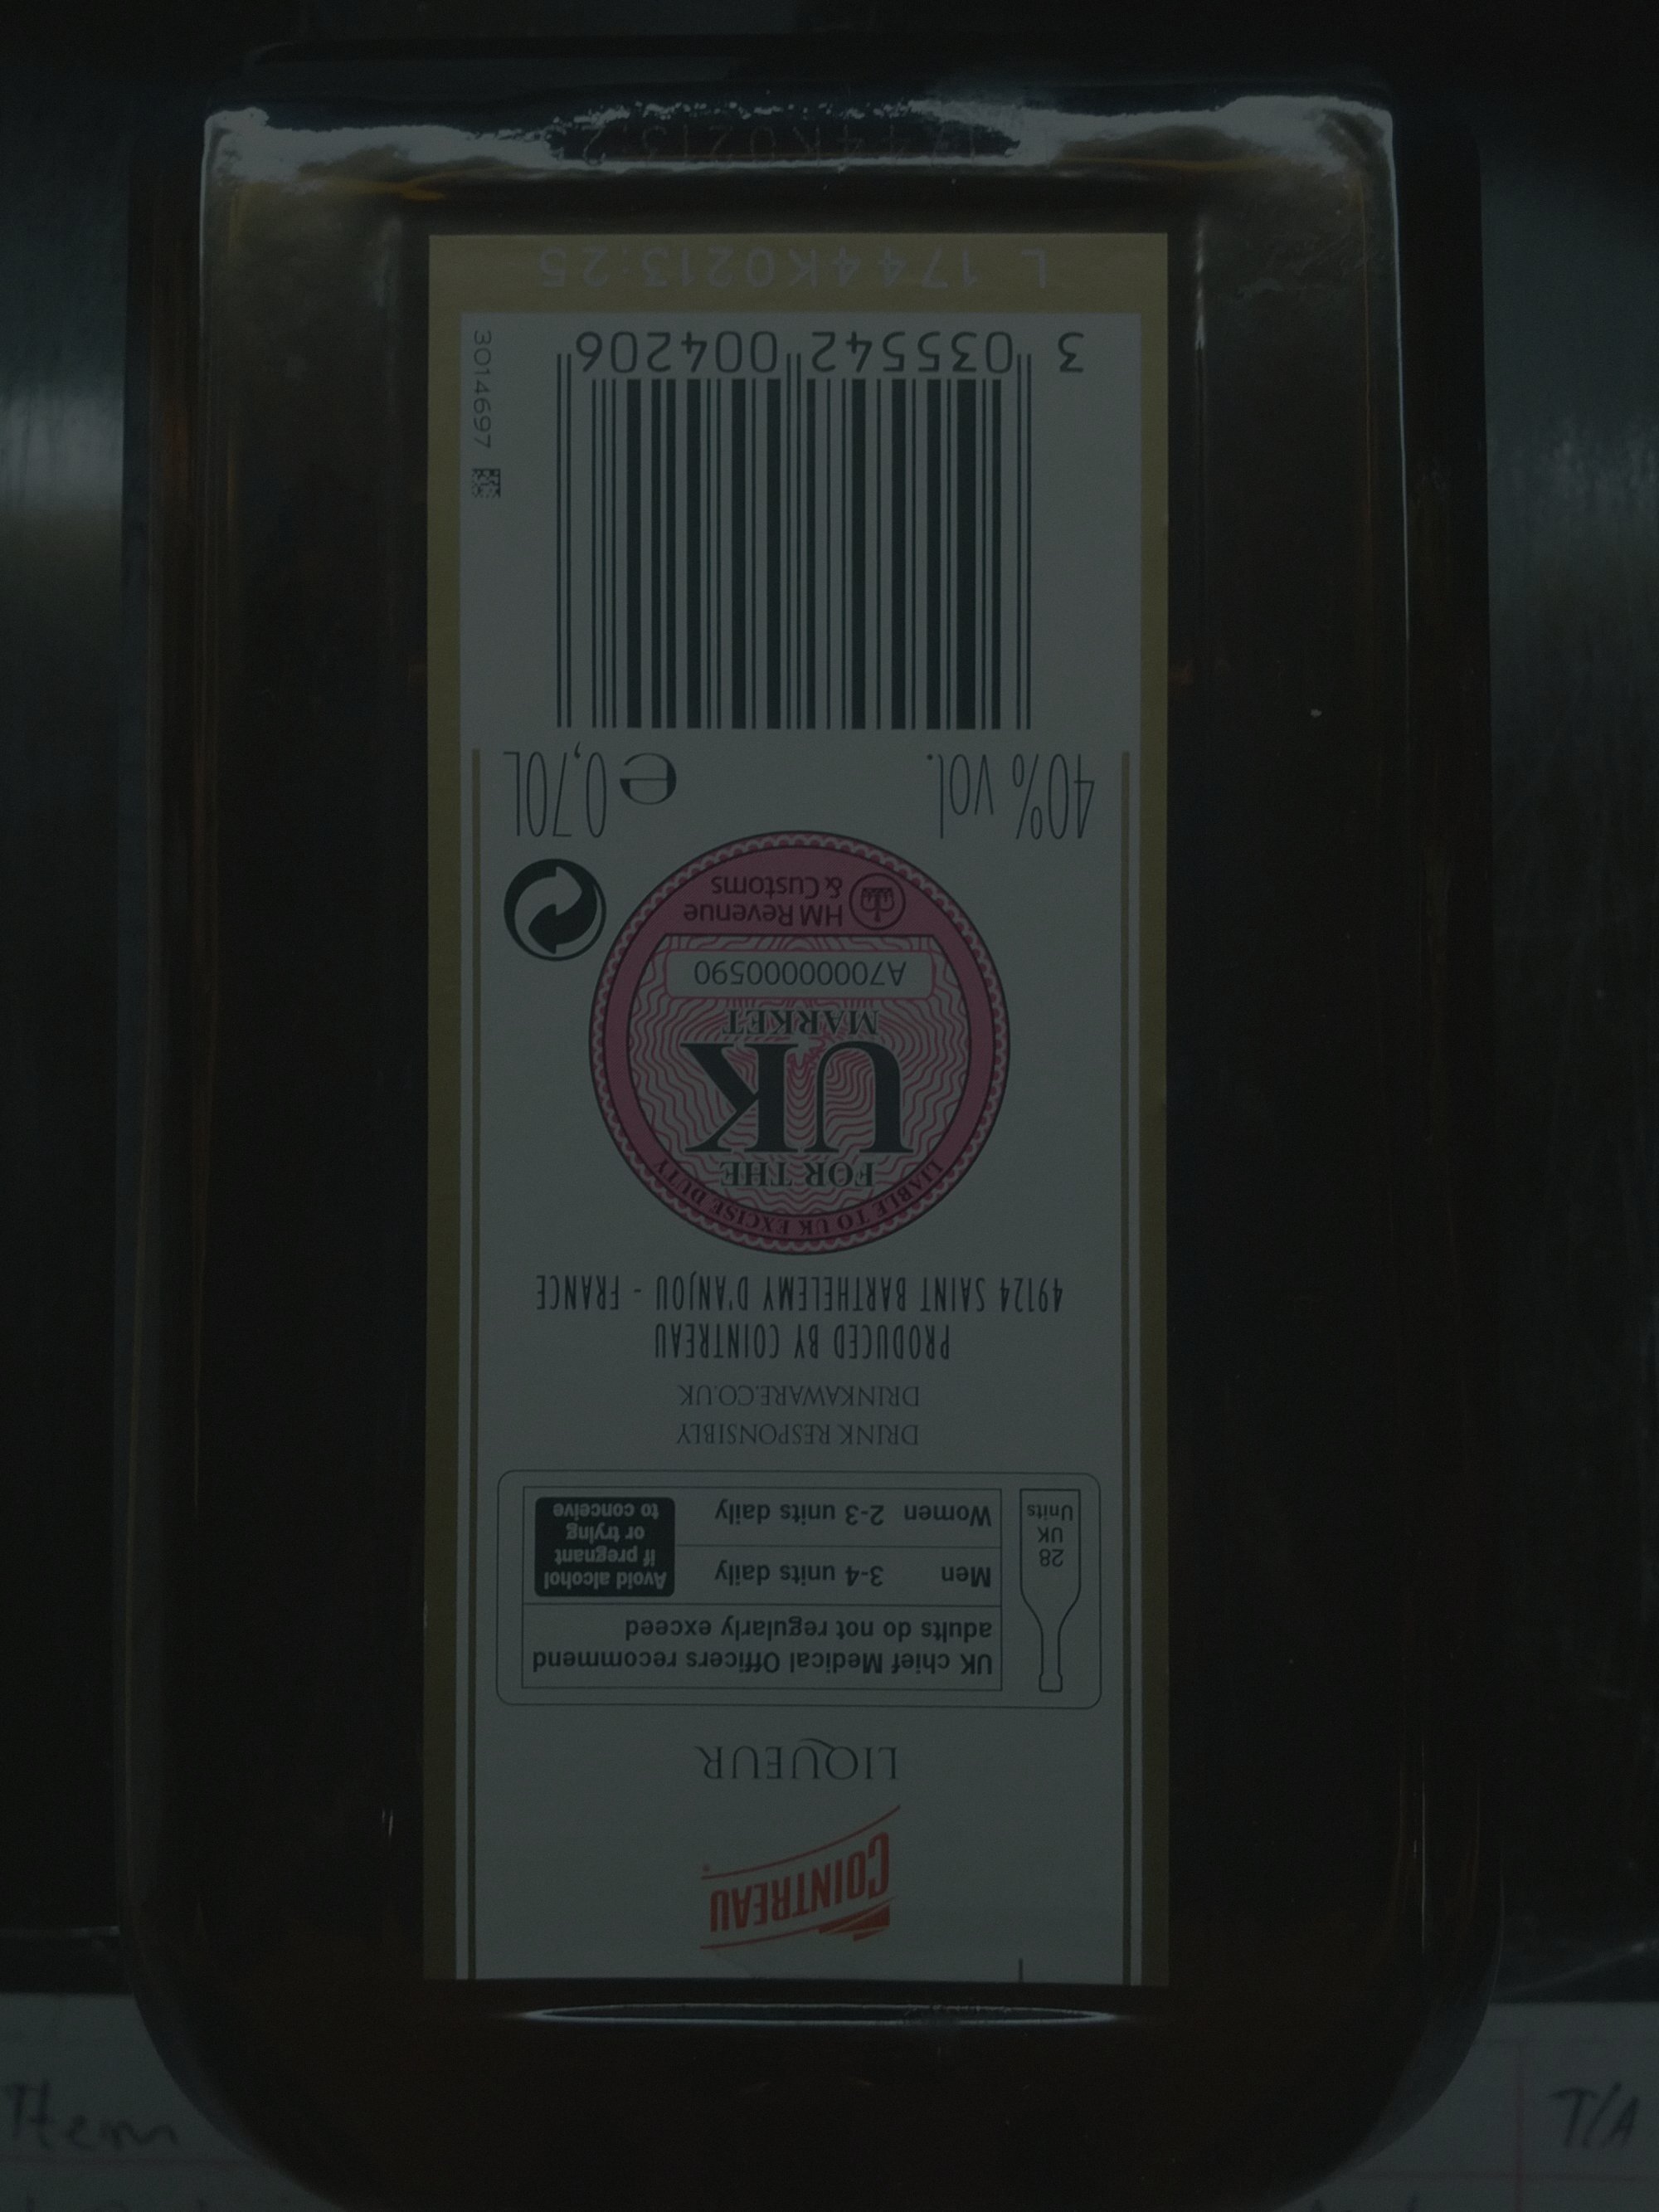 COINTREAU
LIQUEUR
28
UK
Units
UK chief Medical Officers recommend
adults do not regularly exceed
Men 3-4 units daily
Women 2-3 units daily
Avoid alcohol
if pregnant
or trying
to conceive
DRINK RESPONSIBLY
DRINKAWARE.CO.UK
PRODUCED BY COINTREAU
49124 SAINT BARTHELEMY D'ANJOU - FRANCE
LIABLE TO UK EXCISE DUTY
FOR THE
UK
MARKET
A7000000590
HM Revenue
& Customs
40% vol.
e 0,70L
3 035542 004206
3014697
L 1744K0213:25
Item
T/A